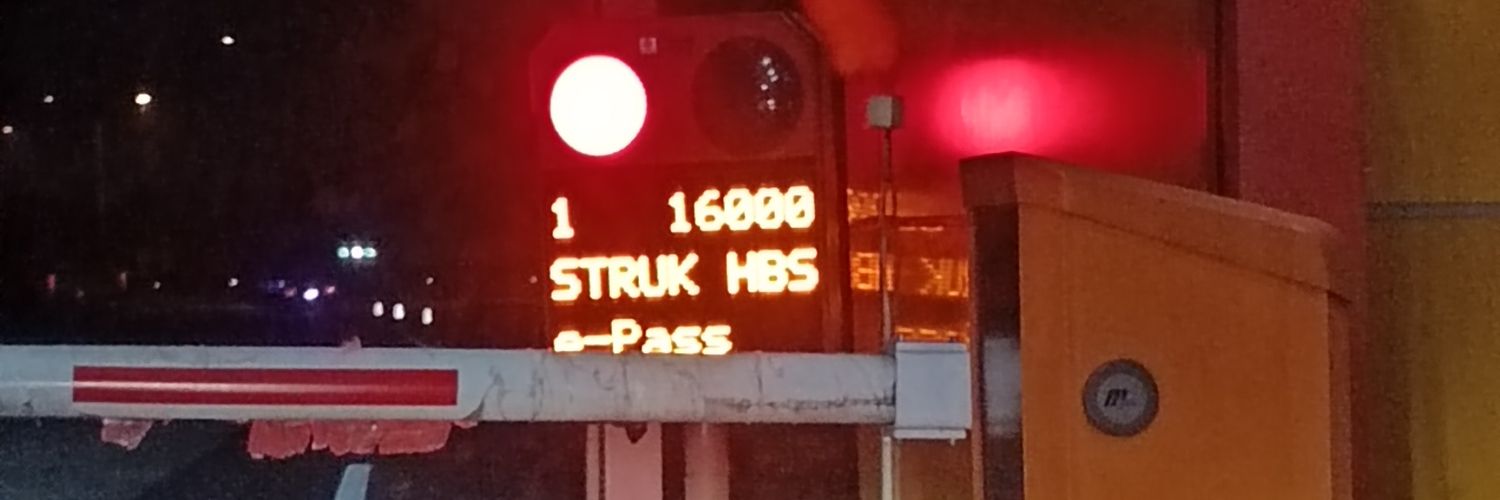 1 16000
STRUK HBS
e-Pass